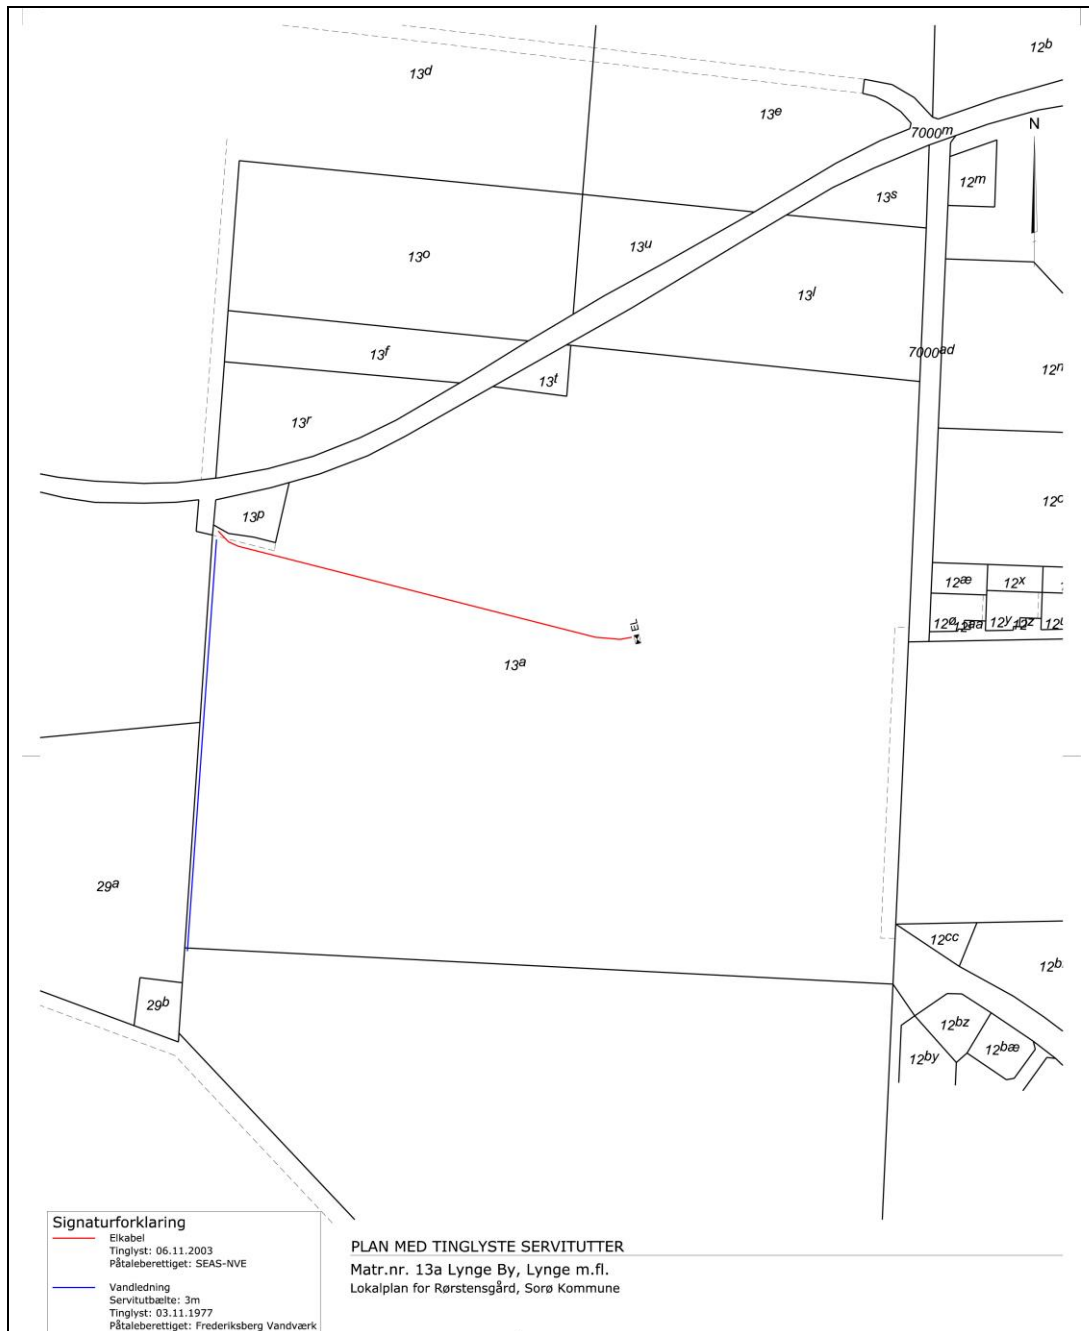 12b
13d
13e
7000m
N
12m
13s
13u
13o
13l
7000ad
13f
13t
12n
13r
12c
13p
12æ
12x
12ø
12y
EL
13a
29a
12cc
12b
29b
12bz
12bæ
12by
Signaturforklaring
Elkabel
Tinglyst: 06.11.2003
Påtaleberettiget: SEAS-NVE
Vandledning
Servitutbælte: 3m
Tinglyst: 03.11.1977
Påtaleberettiget: Frederiksberg Vandværk
PLAN MED TINGLYSTE SERVITUTTER
Matr.nr. 13a Lynge By, Lynge m.fl.
Lokalplan for Rørstensgård, Sorø Kommune